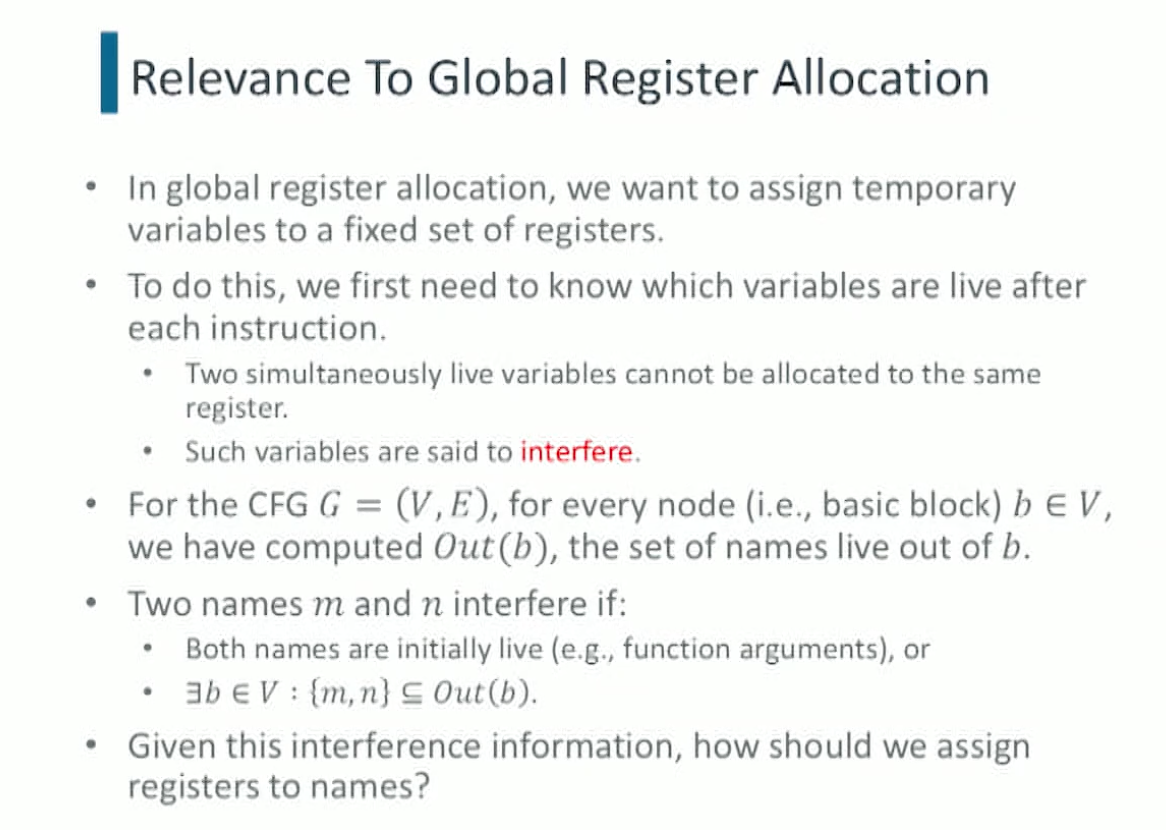 Relevance To Global Register Allocation
• In global register allocation, we want to assign temporary
variables to a fixed set of registers.
• To do this, we first need to know which variables are live after
each instruction.
• Two simultaneously live variables cannot be allocated to the same
register.
• Such variables are said to interfere.
• For the CFG G = (V, E), for every node (i.e., basic block) b ∈ V,
we have computed Out(b), the set of names live out of b.
• Two names m and n interfere if:
• Both names are initially live (e.g., function arguments), or
• ∃b ∈ V : {m, n} ⊆ Out(b).
• Given this interference information, how should we assign
registers to names?